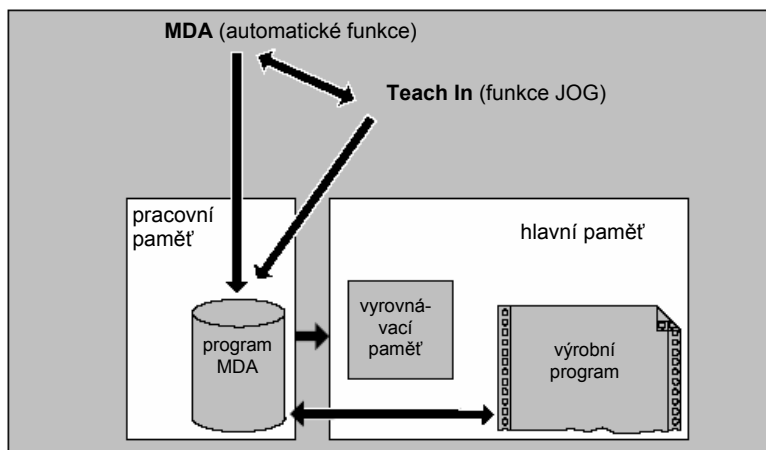 MDA (automatické funkce)
Teach In (funkce JOG)
pracovní
paměť
hlavní paměť
vyrovná-
vací
paměť
program
MDA
výrobní
program